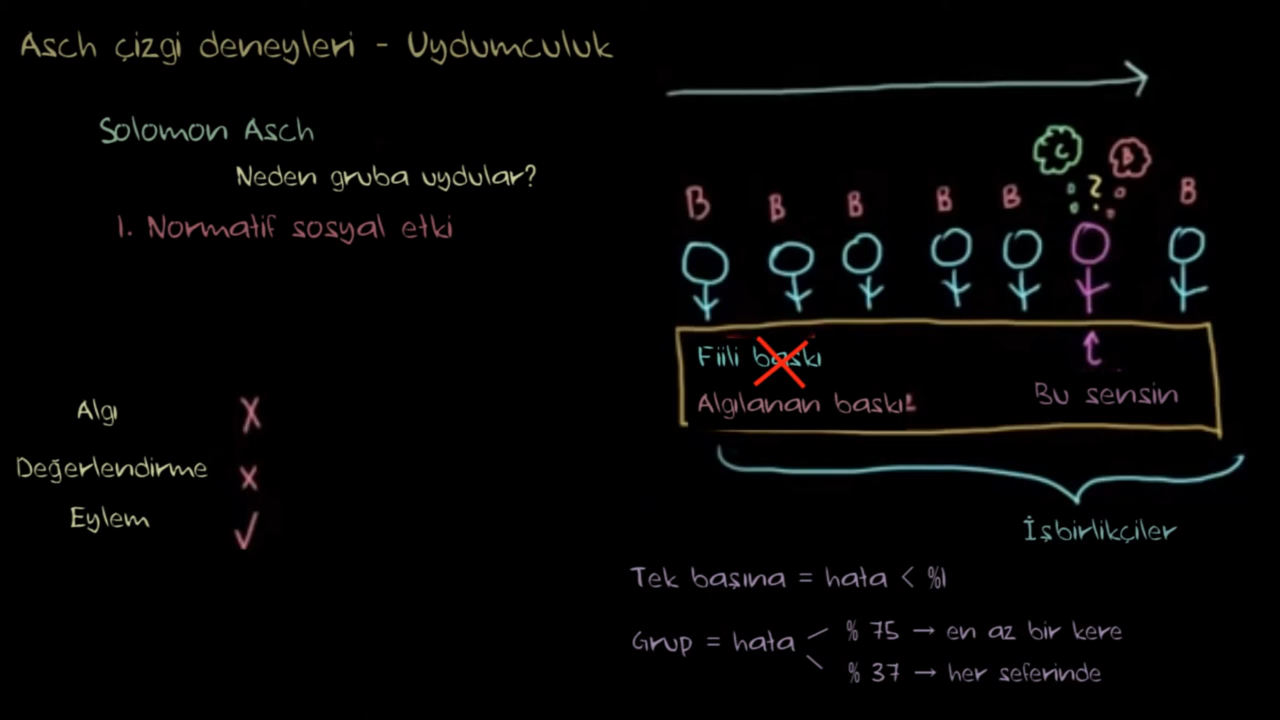 Asch çizgi deneyleri - Uydumculuk
Solomon Asch
Neden gruba uydular?
1. Normatif sosyal etki
Algı X
Değerlendirme x
Eylem √
C ? B
B B B B B B
Fiili baskı
Algılanan baskı!
Bu sensin
İşbirlikçiler
Tek başına = hata < %1
Grup = hata
% 75 → en az bir kere
% 37 → her seferinde